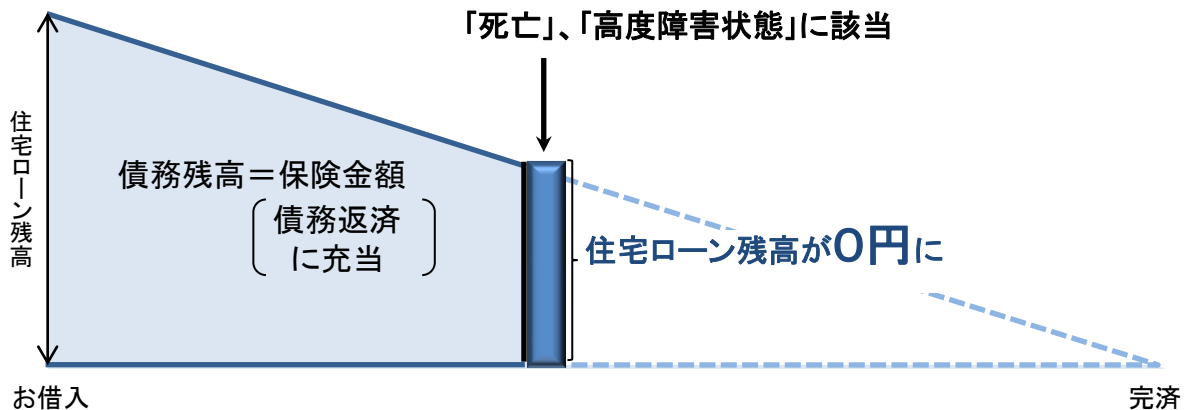 「死亡」、「高度障害状態」に該当
住宅ローン残高
債務残高＝保険金額
債務返済
に充当
住宅ローン残高が0円に
お借入
完済